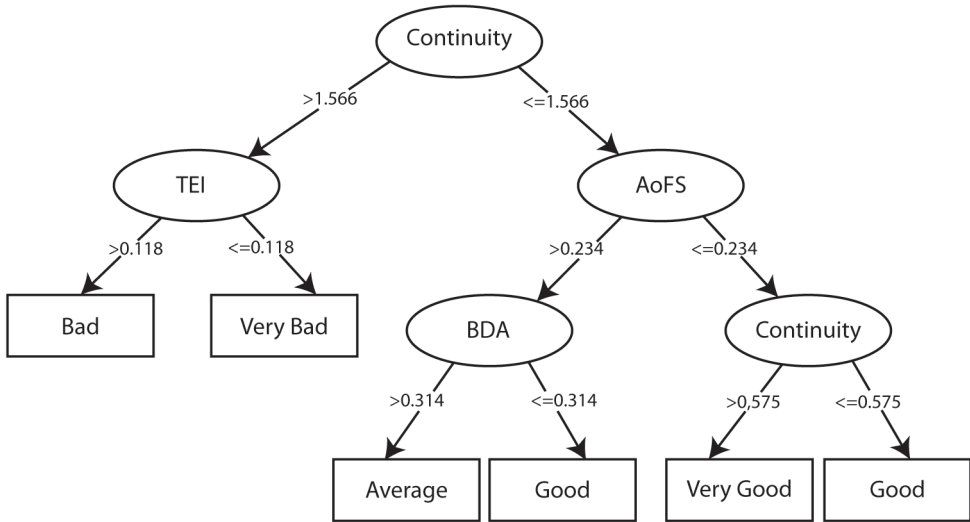 Continuity
>1.566
<=1.566
TEI
AoFS
>0.118
<=0.118
>0.234
<=0.234
Bad
Very Bad
BDA
Continuity
>0.314
<=0.314
>0,575
<=0.575
Average
Good
Very Good
Good